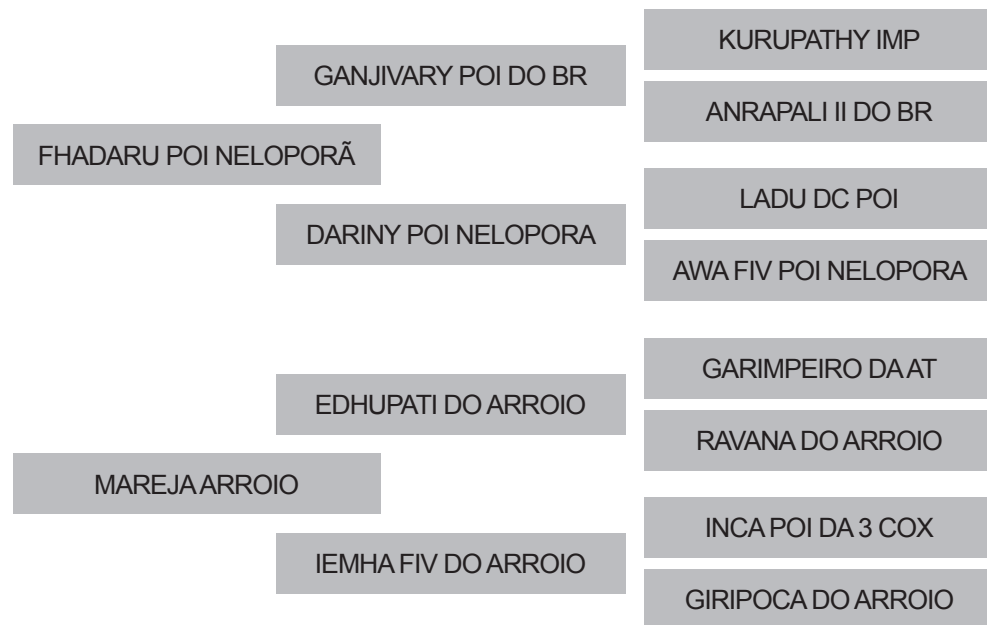 KURUPATHY IMP
GANJIVARY POI DO BR
ANRAPALI II DO BR
FHADARU POI NELOPORÃ
LADU DC POI
DARINY POI NELOPORA
AWA FIV POI NELOPORA
GARIMPEIRO DA AT
EDHUPATI DO ARROIO
RAVANA DO ARROIO
MAREJA ARROIO
INCA POI DA 3 COX
IEMHA FIV DO ARROIO
GIRIPOCA DO ARROIO